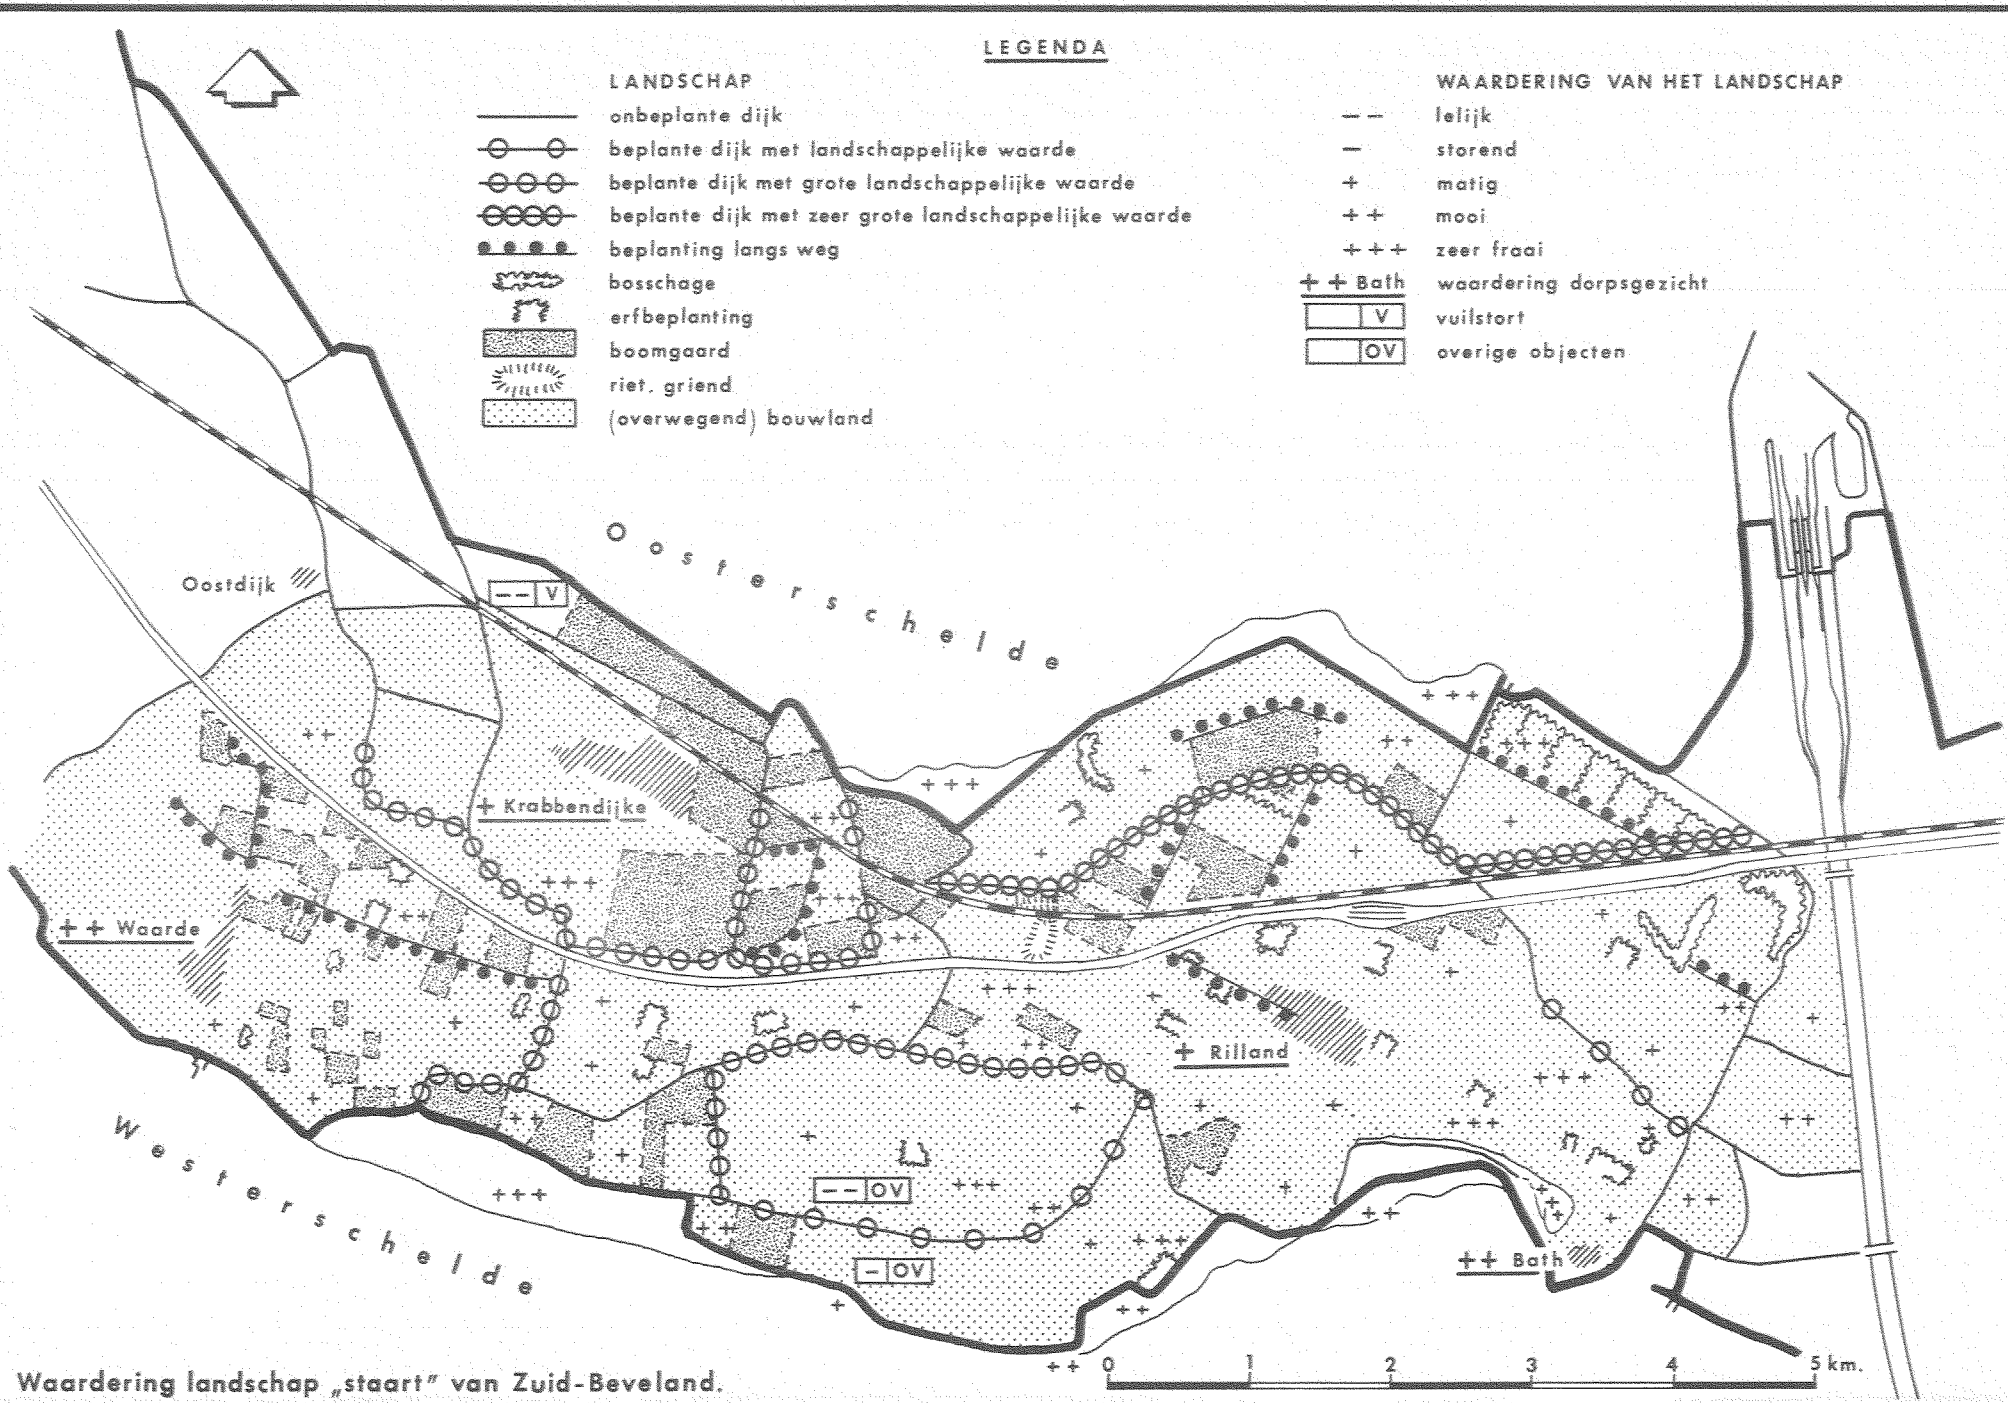 LEGENDA
LANDSCHAP
onbeplante dijk
beplante dijk met landschappelijke waarde
beplante dijk met grote landschappelijke waarde
beplante dijk met zeer grote landschappelijke waarde
beplanting langs weg
bosschage
erfbeplanting
boomgaard
riet, griend
(overwegend) bouwland
WAARDERING VAN HET LANDSCHAP
-- lelijk
- storend
+ matig
++ mooi
+++ zeer fraai
++ Bath waardering dorpsgezicht
V vuilstort
OV overige objecten
Oosterschelde
Oostdijk
-- V
+ Krabbendijke
++ Waarde
+ Rilland
-- OV
- OV
++ Bath
Westerschelde
0 1 2 3 4 5 km.
Waardering landschap „staart” van Zuid-Beveland.